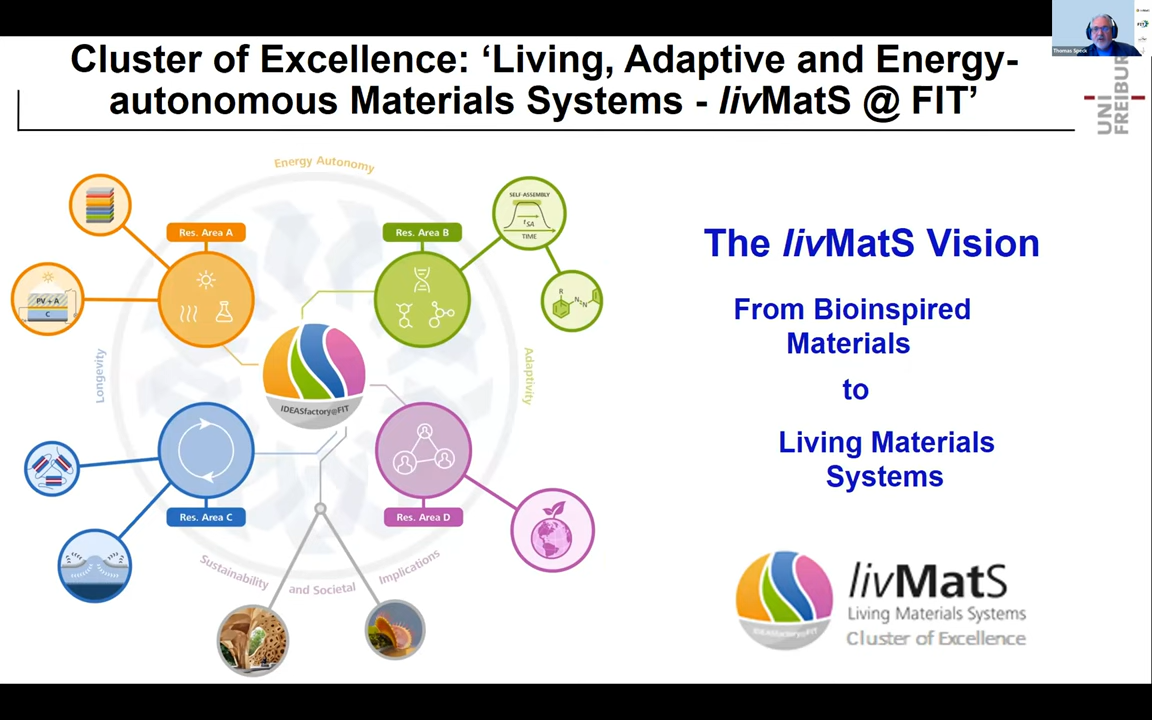 Cluster of Excellence: ‘Living, Adaptive and Energy-
autonomous Materials Systems - livMatS @ FIT’
Thomas Speck
UNI
FREIBURG
Energy Autonomy
Res. Area A
Res. Area B
SELF-ASSEMBLY
tSA
TIME
PV + A
C
R
N
N
Longevity
Adaptivity
IDEASfactory@FIT
Res. Area C
Res. Area D
Sustainability
and Societal
Implications
The livMatS Vision
From Bioinspired
Materials
to
Living Materials
Systems
IDEASfactory@FIT
livMatS
Living Materials Systems
Cluster of Excellence